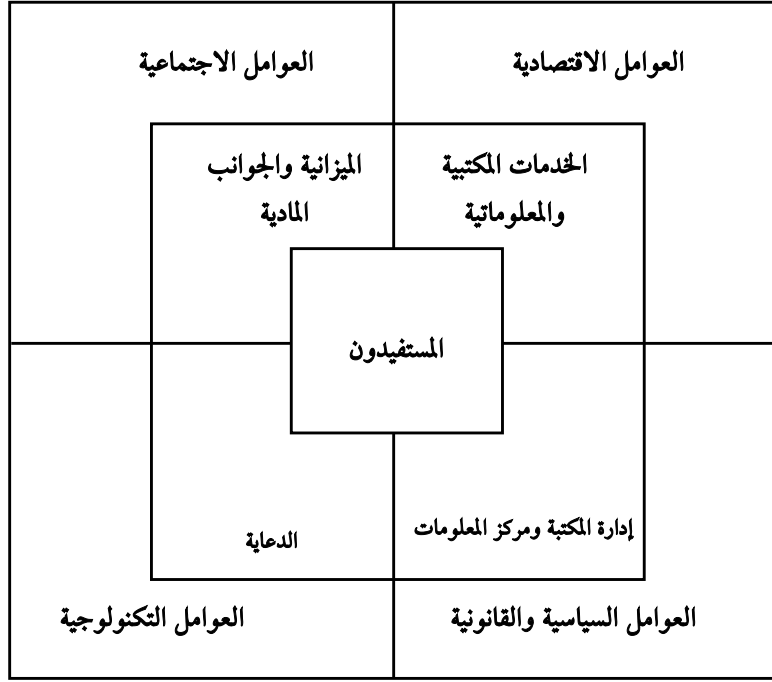 العوامل الاقتصادية
العوامل الاجتماعية
الخدمات المكتبية
والمعلوماتية
الميزانية والجوانب
المادية
المستفيدون
إدارة المكتبة ومركز المعلومات
الدعاية
العوامل السياسية والقانونية
العوامل التكنولوجية